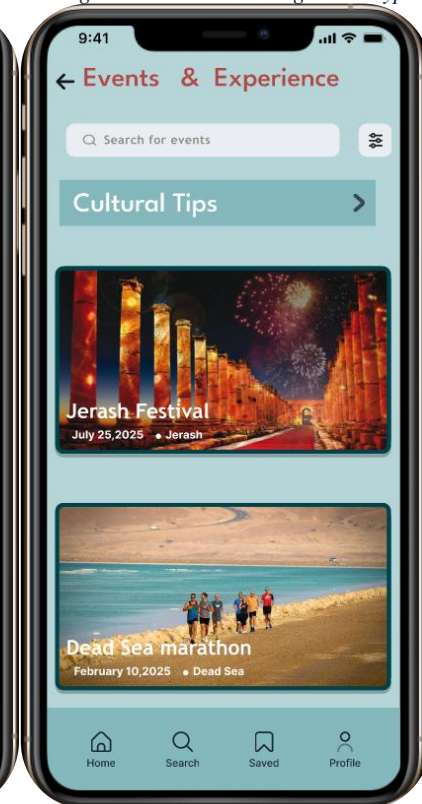 9:41
Events & Experience
Search for events
Cultural Tips
Jerash Festival
July 25,2025 • Jerash
Dead Sea marathon
February 10,2025 • Dead Sea
Home Search Saved Profile